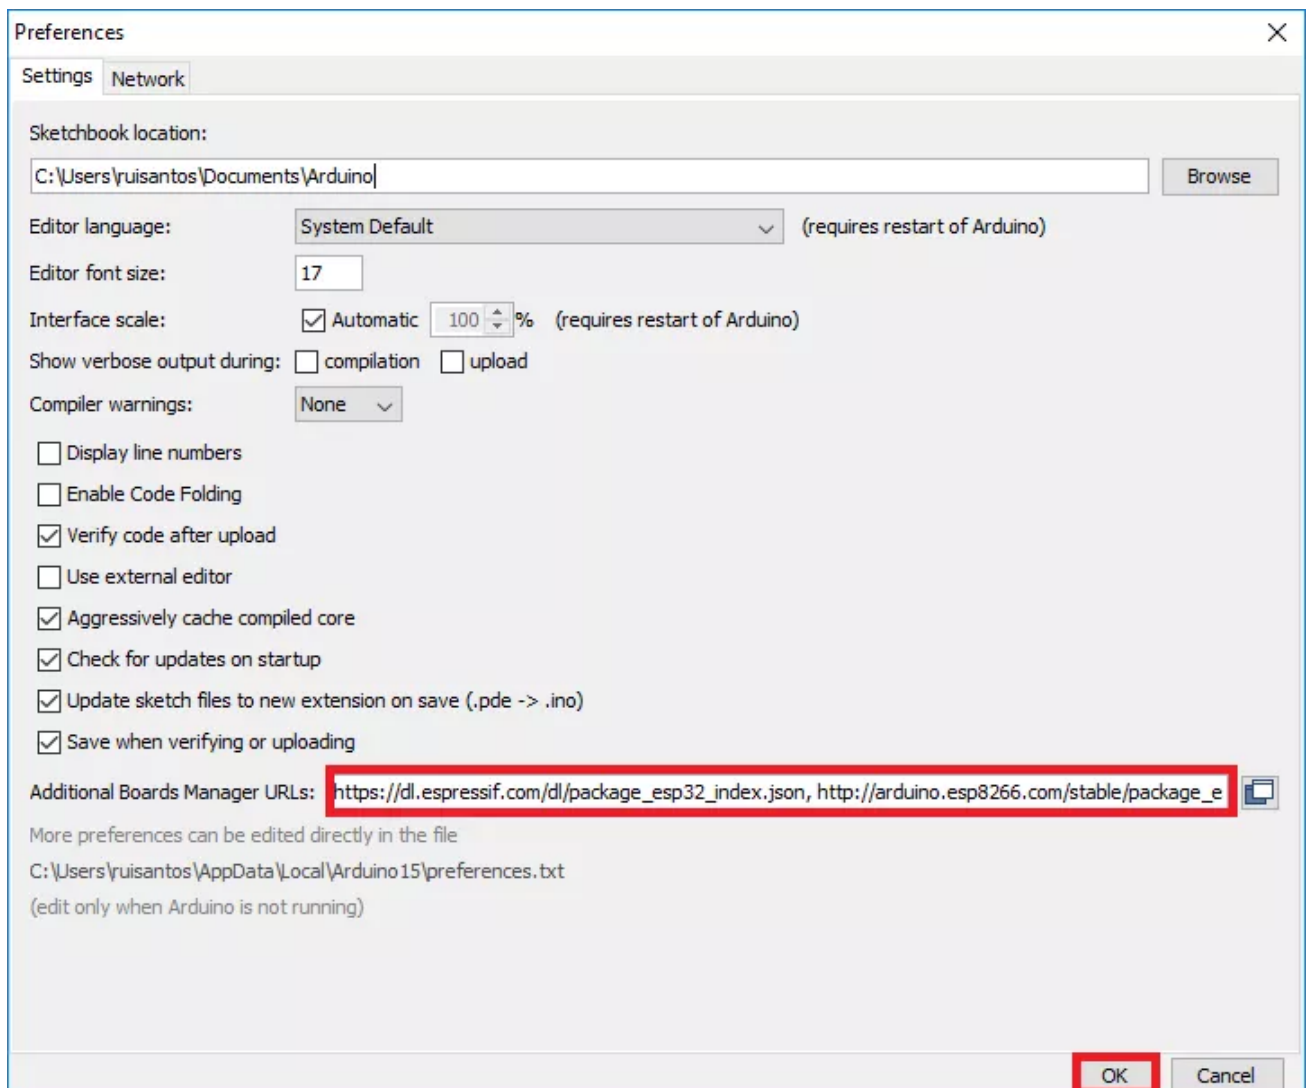 Preferences
Settings Network
Sketchbook location:
C:\Users\ruisantos\Documents\Arduino Browse
Editor language: System Default (requires restart of Arduino)
Editor font size: 17
Interface scale: Automatic 100 % (requires restart of Arduino)
Show verbose output during: compilation upload
Compiler warnings: None
Display line numbers
Enable Code Folding
Verify code after upload
Use external editor
Aggressively cache compiled core
Check for updates on startup
Update sketch files to new extension on save (.pde -> .ino)
Save when verifying or uploading
Additional Boards Manager URLs: https://dl.espressif.com/dl/package_esp32_index.json, http://arduino.esp8266.com/stable/package_e
More preferences can be edited directly in the file
C:\Users\ruisantos\AppData\Local\Arduino15\preferences.txt
(edit only when Arduino is not running)
OK Cancel